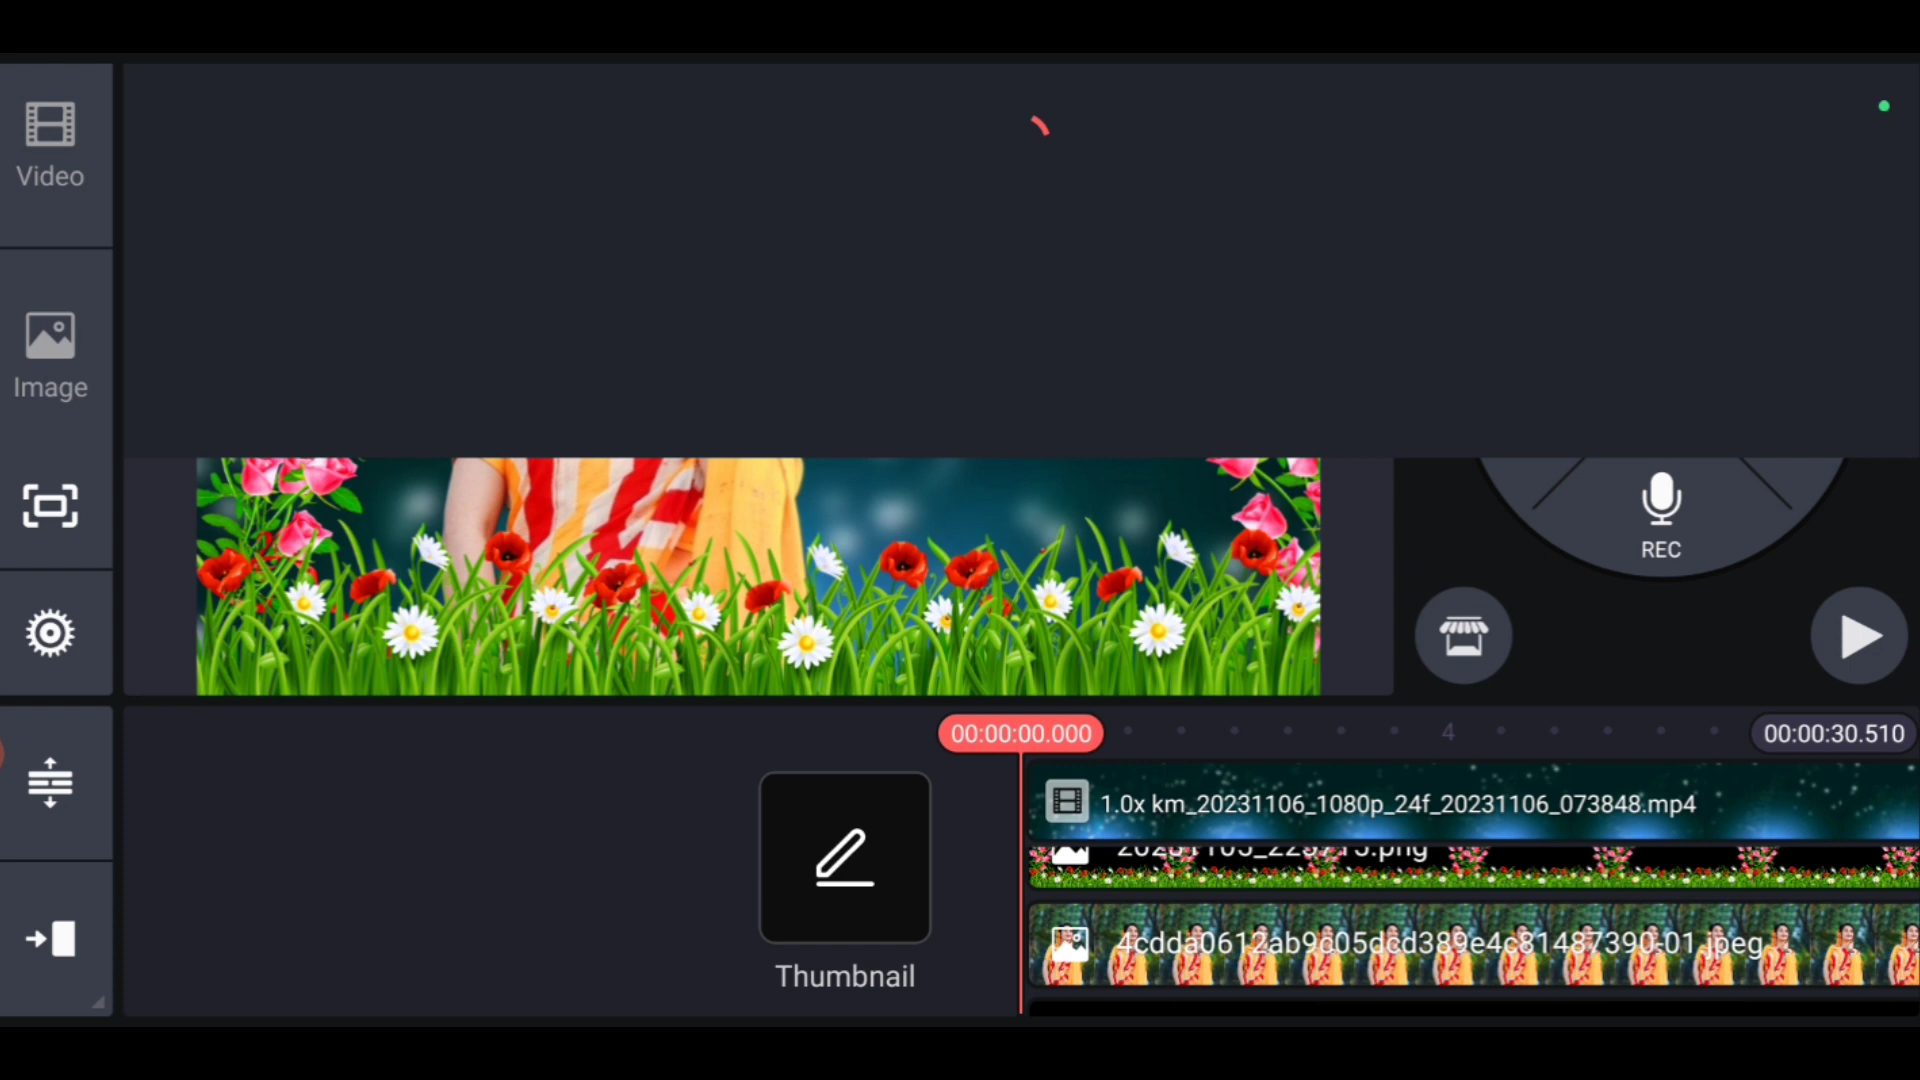 Video
Image
REC
00:00:00.000
4
00:00:30.510
1.0x km_20231106_1080p_24f_20231106_073848.mp4
4cdda0612ab9c05dcd389e4c81487390-01.jpeg
Thumbnail